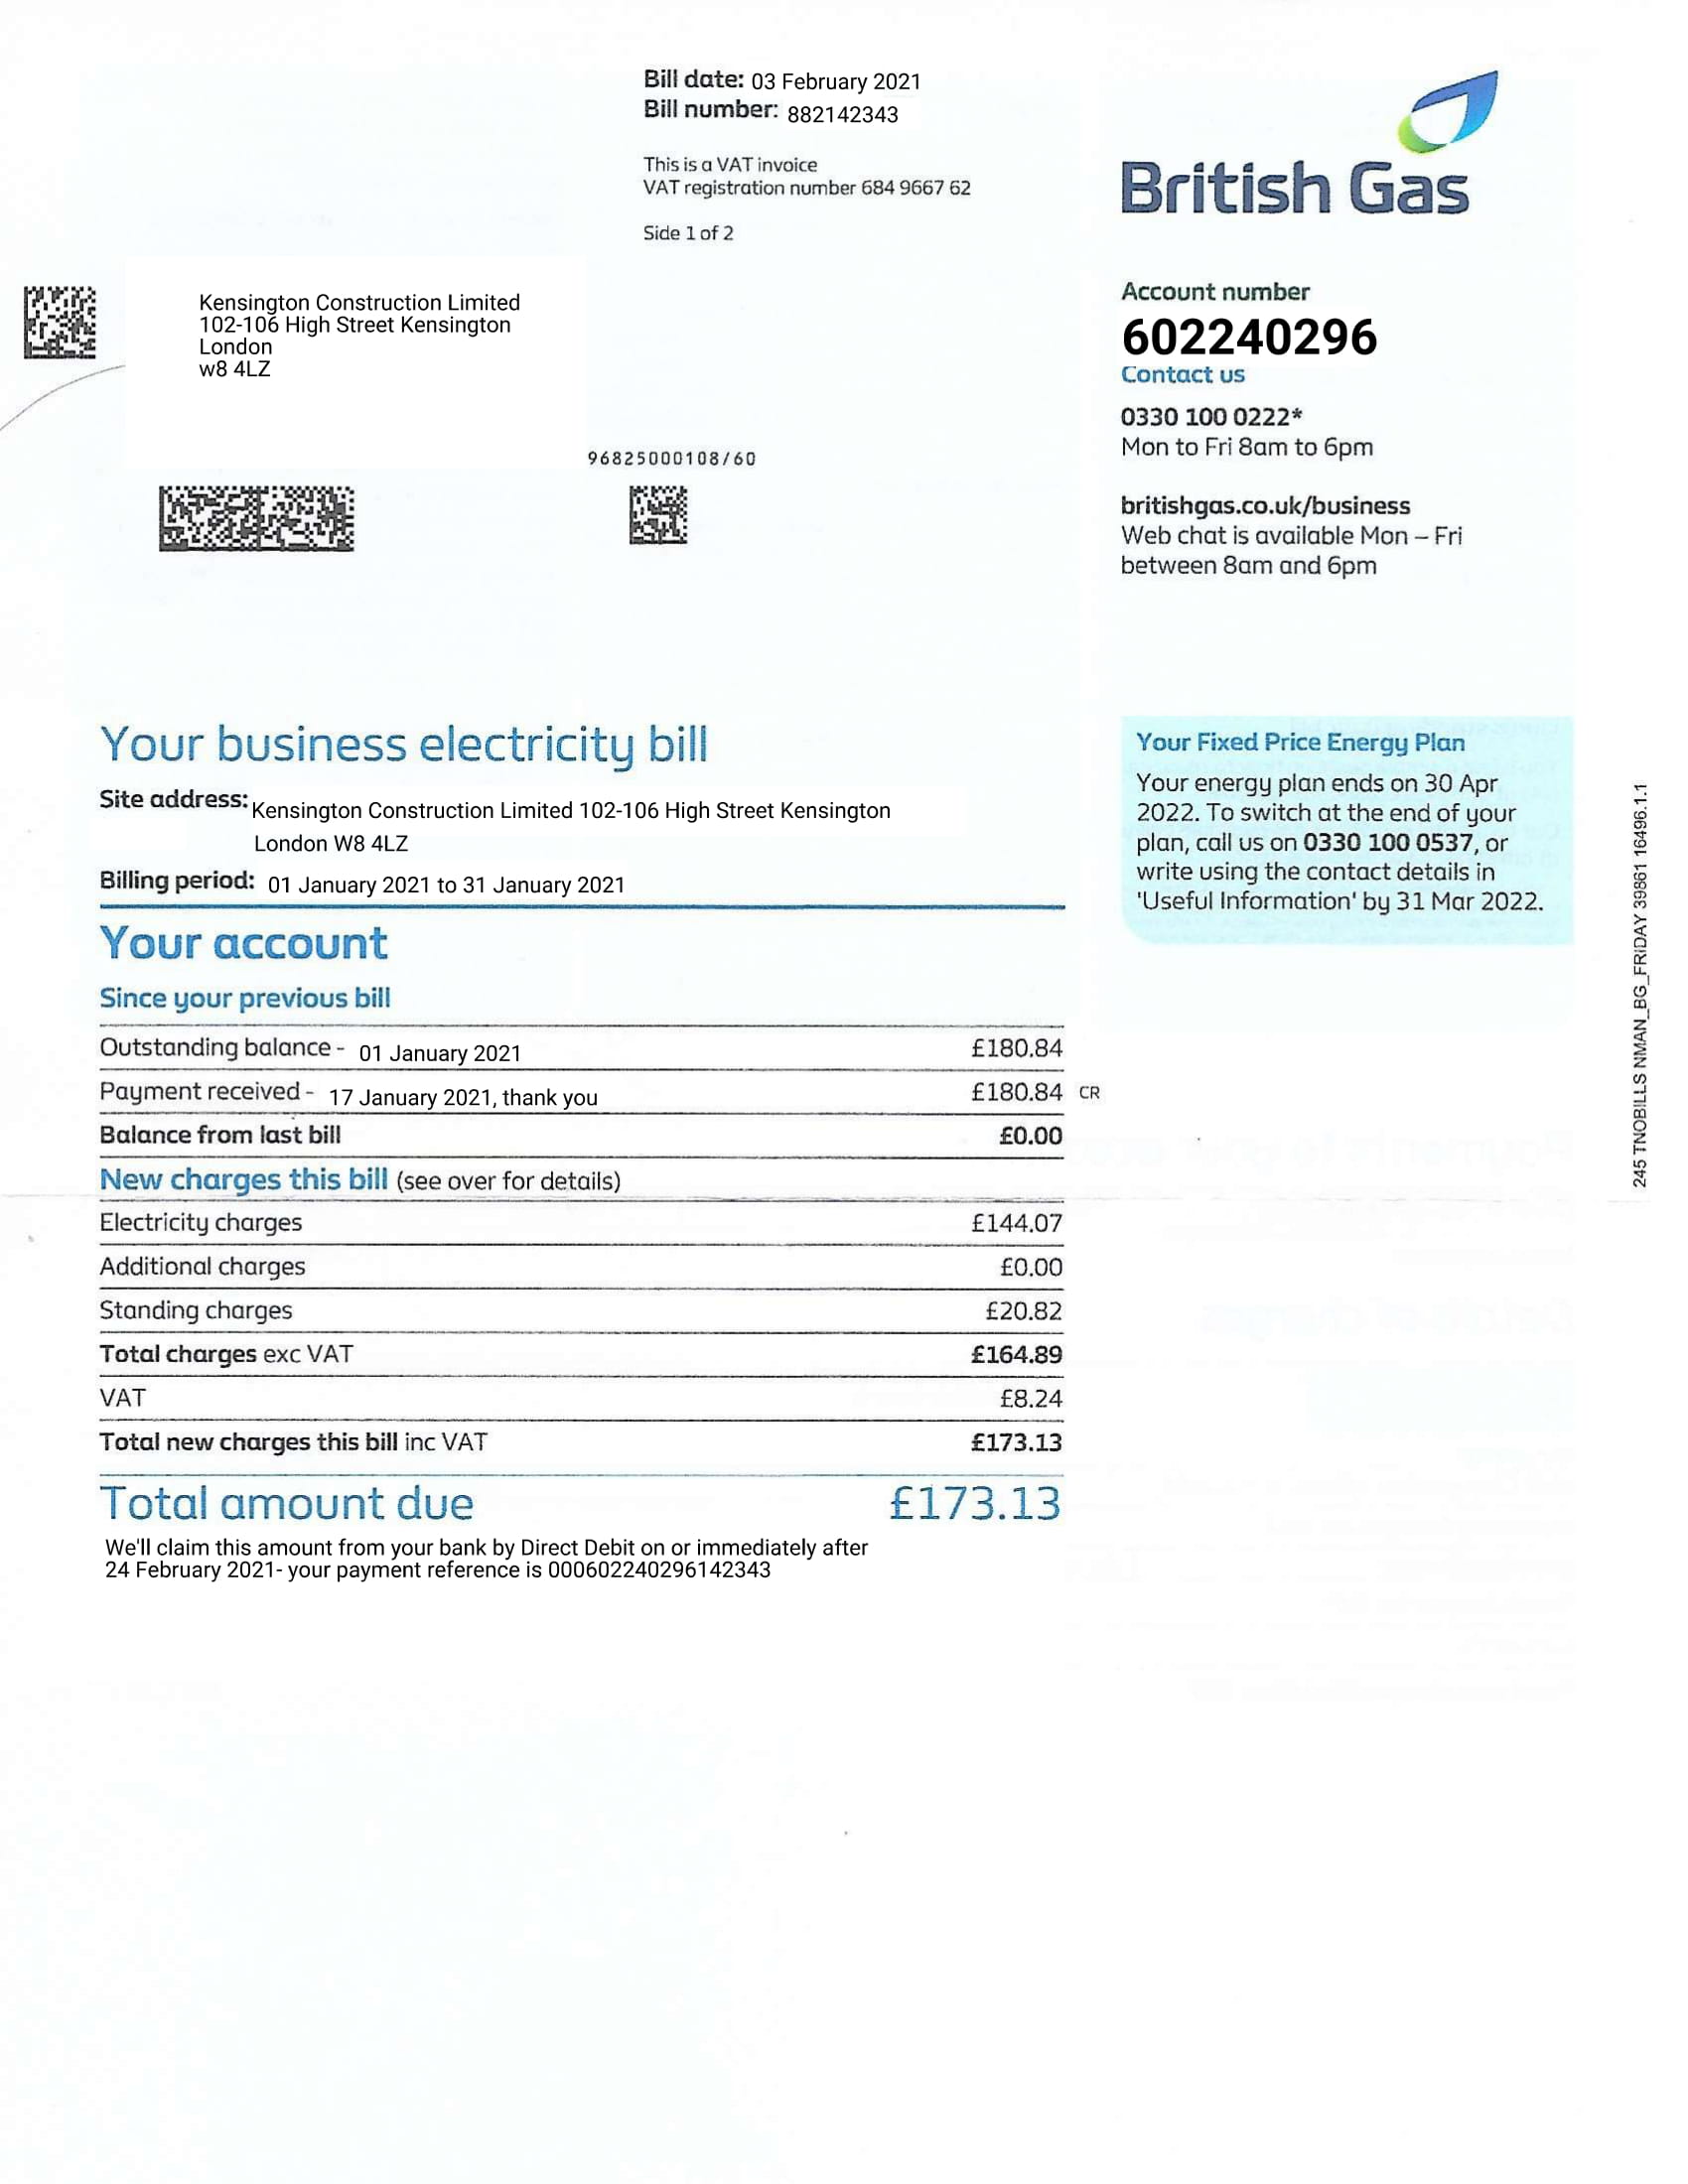 Bill date: 03 February 2021
Bill number: 882142343
This is a VAT invoice
VAT registration number 684 9667 62
Side 1 of 2
British Gas
Kensington Construction Limited
102-106 High Street Kensington
London
w8 4LZ
96825000108/60
Account number
602240296
Contact us
0330 100 0222*
Mon to Fri 8am to 6pm
britishgas.co.uk/business
Web chat is available Mon – Fri
between 8am and 6pm
Your business electricity bill
Site address: Kensington Construction Limited 102-106 High Street Kensington
London W8 4LZ
Billing period: 01 January 2021 to 31 January 2021
Your Fixed Price Energy Plan
Your energy plan ends on 30 Apr
2022. To switch at the end of your
plan, call us on 0330 100 0537, or
write using the contact details in
'Useful Information' by 31 Mar 2022.
245 TNOBILLS NMAN_BG_FRIDAY 39861 16496.1.1
Your account
Since your previous bill
Outstanding balance - 01 January 2021 £180.84
Payment received - 17 January 2021, thank you £180.84 CR
Balance from last bill £0.00
New charges this bill (see over for details)
Electricity charges £144.07
Additional charges £0.00
Standing charges £20.82
Total charges exc VAT £164.89
VAT £8.24
Total new charges this bill inc VAT £173.13
Total amount due £173.13
We'll claim this amount from your bank by Direct Debit on or immediately after
24 February 2021- your payment reference is 000602240296142343